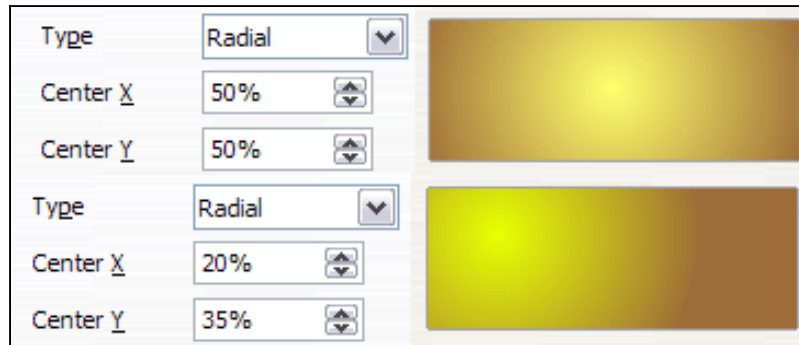 Type Radial
Center X 50%
Center Y 50%
Type Radial
Center X 20%
Center Y 35%